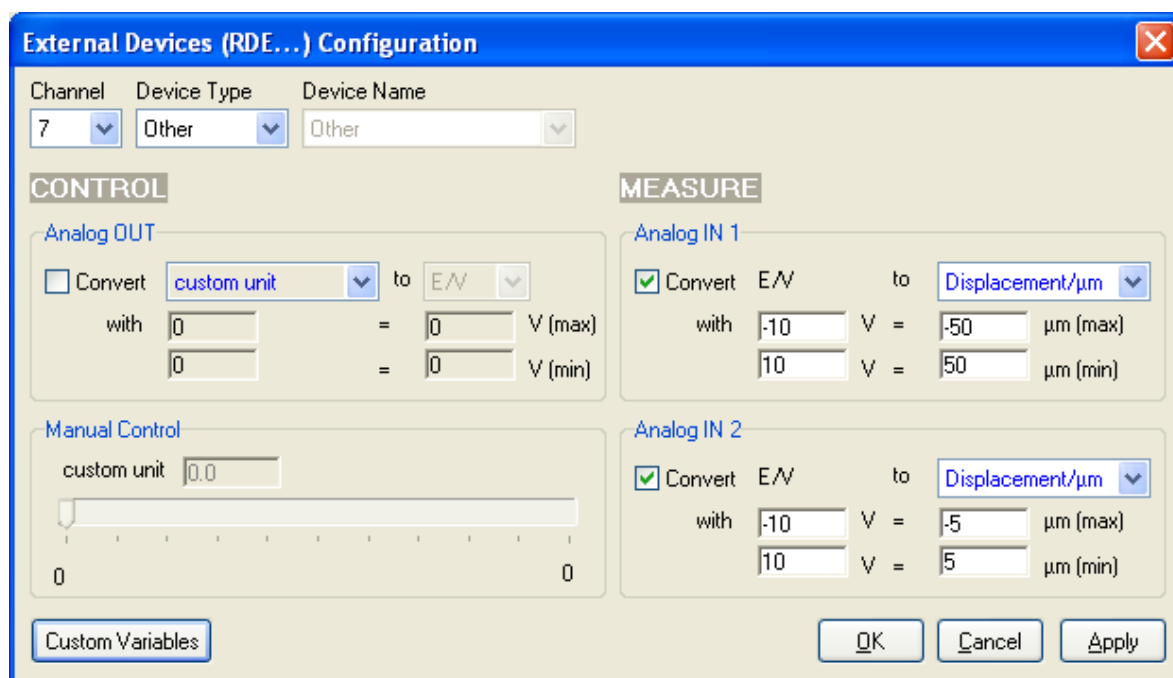 External Devices (RDE...) Configuration
Channel Device Type Device Name
7 Other Other
CONTROL
Analog OUT
Convert custom unit to E/V
with 0 = 0 V (max)
0 = 0 V (min)
Manual Control
custom unit 0.0
0 0
MEASURE
Analog IN 1
Convert E/V to Displacement/µm
with -10 V = -50 µm (max)
10 V = 50 µm (min)
Analog IN 2
Convert E/V to Displacement/µm
with -10 V = -5 µm (max)
10 V = 5 µm (min)
Custom Variables OK Cancel Apply